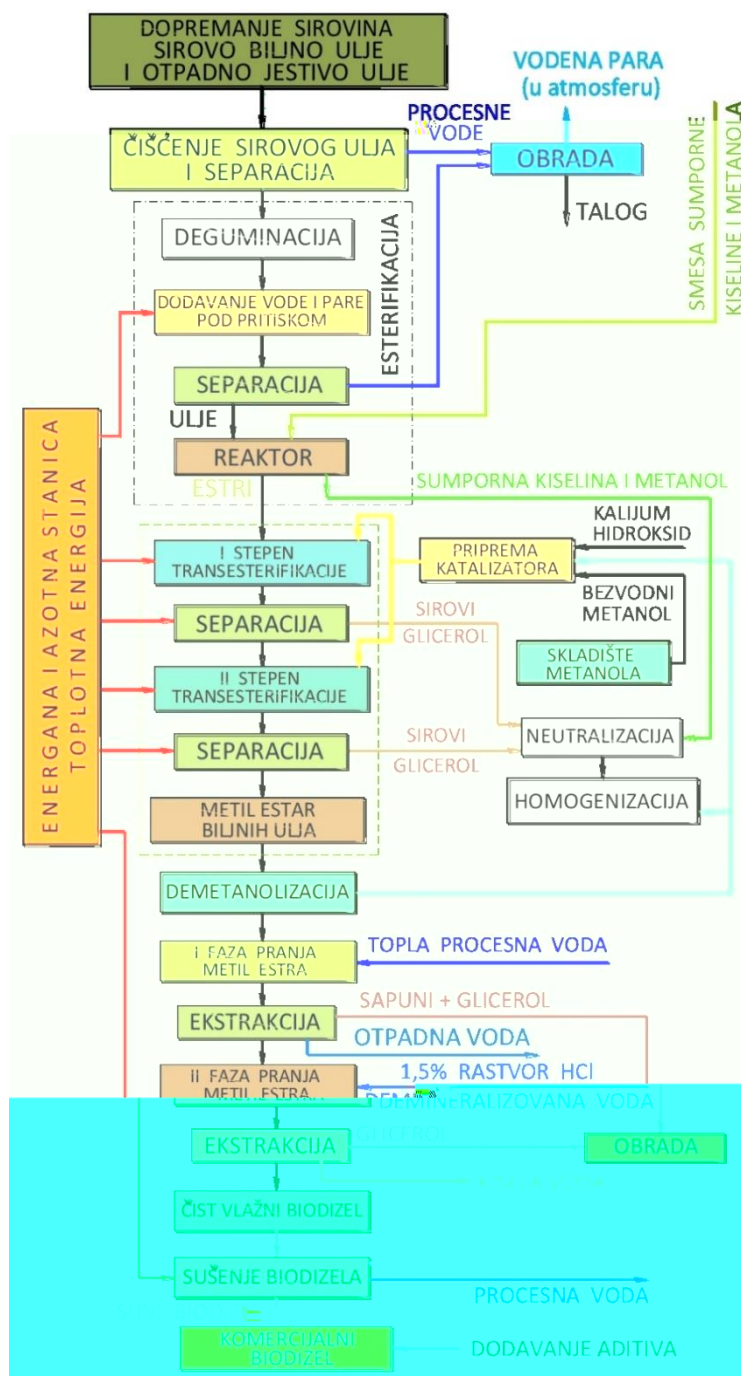 DOPREMANJE SIROVINA
SIROVO BILJNO ULJE
I OTPADNO JESTIVO ULJE
VODENA PARA
(u atmosferu)
PROCESNE
VODE
ČIŠĆENJE SIROVOG ULJA
I SEPARACIJA
OBRADA
TALOG
SMESA SUMPORNE
KISELINE I METANOLA
DEGUMINACIJA
ESTERIFIKACIJA
DODAVANJE VODE I PARE
POD PRITISKOM
SEPARACIJA
ULJE
REAKTOR
ESTRI
SUMPORNA KISELINA I METANOL
ENERGANA I AZOTNA STANICA
TOPLOTNA ENERGIJA
KALIJUM
HIDROKSID
I STEPEN
TRANSESTERIFIKACIJE
PRIPREMA
KATALIZATORA
BEZVODNI
METANOL
SEPARACIJA
SIROVI
GLICEROL
SKLADIŠTE
METANOLA
II STEPEN
TRANSESTERIFIKACIJE
NEUTRALIZACIJA
SEPARACIJA
SIROVI
GLICEROL
HOMOGENIZACIJA
METIL ESTAR
BILJNIH ULJA
DEMETANOLIZACIJA
I FAZA PRANJA
METIL ESTRA
TOPLA PROCESNA VODA
SAPUNI + GLICEROL
EKSTRAKCIJA
OTPADNA VODA
II FAZA PRANJA
METIL ESTRA
1,5% RASTVOR HCl
DEMINERALIZOVANA VODA
GLICEROL
EKSTRAKCIJA
OBRADA
ČIST VLAŽNI BIODIZEL
SUŠENJE BIODIZELA
PROCESNA VODA
KOMERCIJALNI
BIODIZEL
DODAVANJE ADITIVA